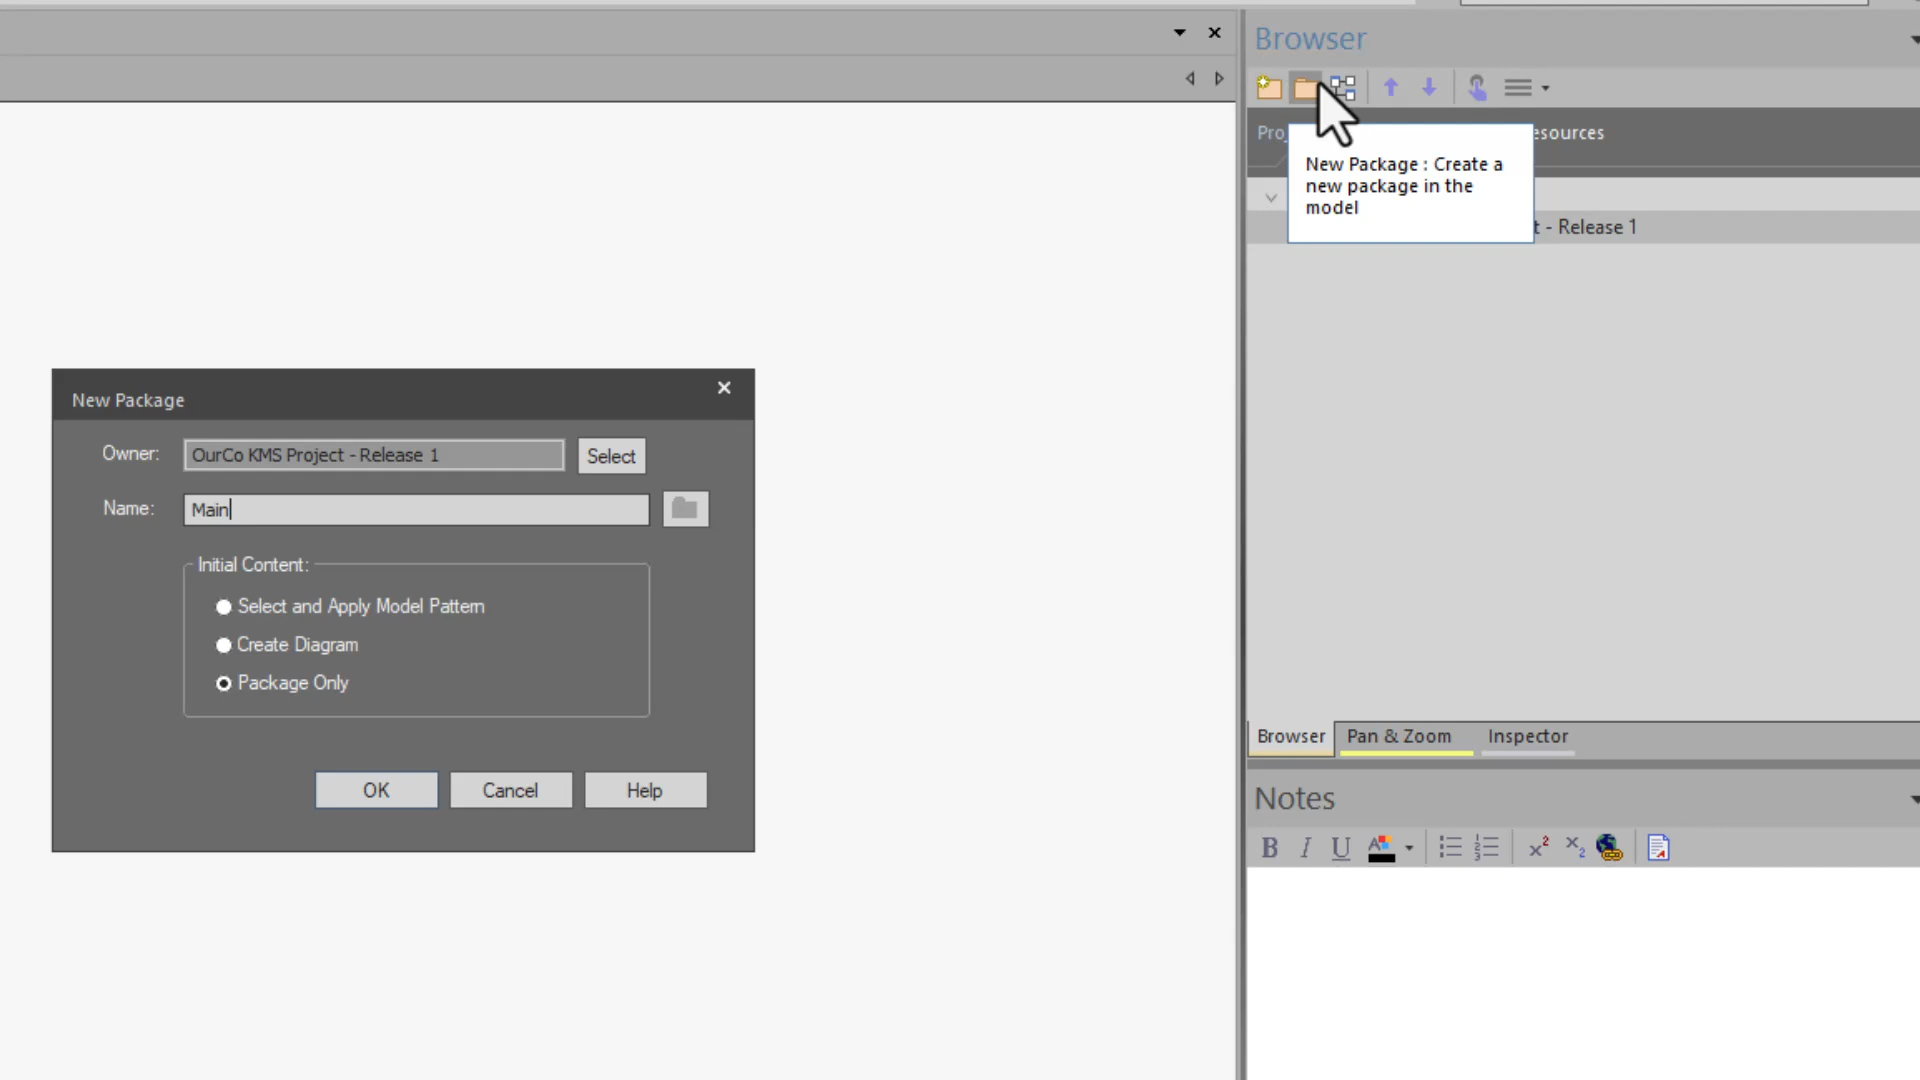 Browser
Pro
esources
New Package : Create a
new package in the
model
t - Release 1
New Package
Owner:
OurCo KMS Project - Release 1
Select
Name:
Main
Initial Content:
Select and Apply Model Pattern
Create Diagram
Package Only
OK
Cancel
Help
Browser
Pan & Zoom
Inspector
Notes
B
I
U